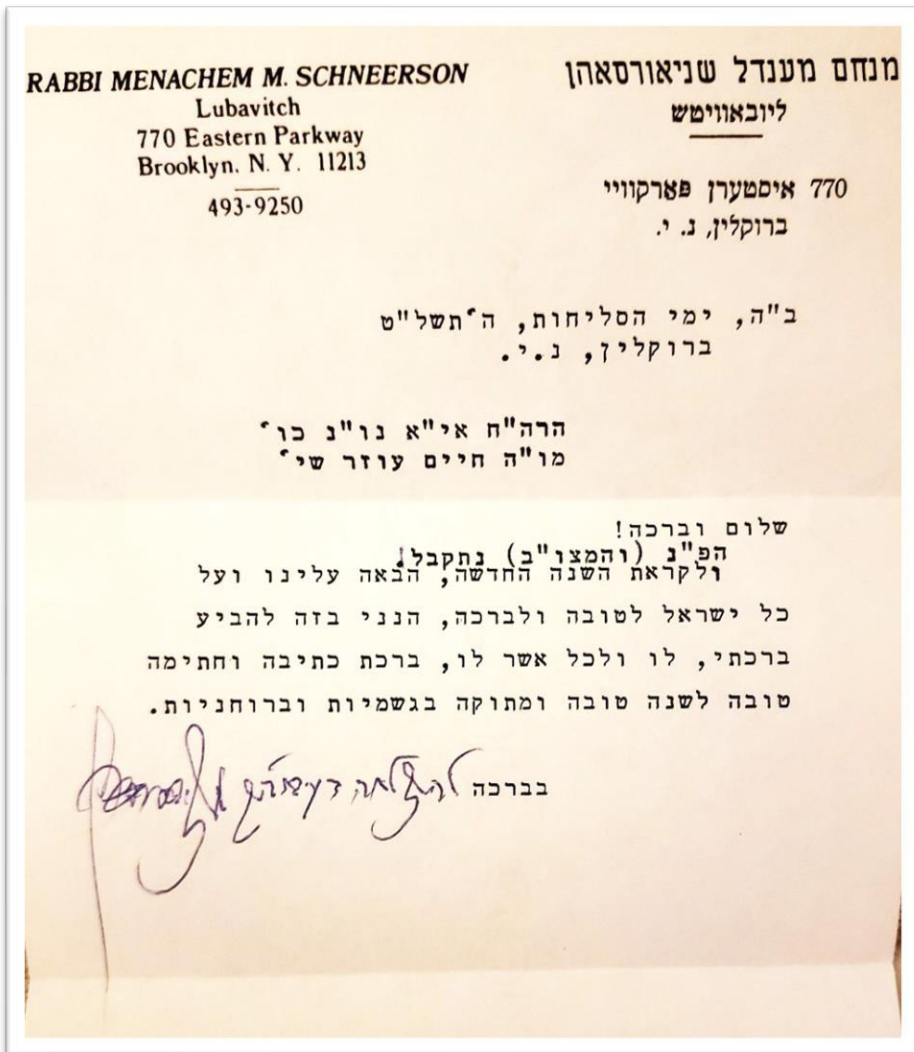 RABBI MENACHEM M. SCHNEERSON
Lubavitch
770 Eastern Parkway
Brooklyn. N. Y. 11213
493-9250
מנחם מענדל שניאורסאהן
ליובאוויטש
770 איסטערן פארקוויי
ברוקלין, נ. י.
ב"ה, ימי הסליחות, ה'תשל"ט
ברוקלין, נ.י.
הרה"ח אי"א נו"נ כו'
מו"ה חיים עוזר שי'
שלום וברכה!
הפ"נ (והמצו"ב) נתקבל!
ולקראת השנה החדשה, הבאה עלינו ועל
כל ישראל לטובה ולברכה, הנני בזה להביע
ברכתי, לו ולכל אשר לו, ברכת כתיבה וחתימה
טובה לשנה טובה ומתוקה בגשמיות וברוחניות.
בברכה